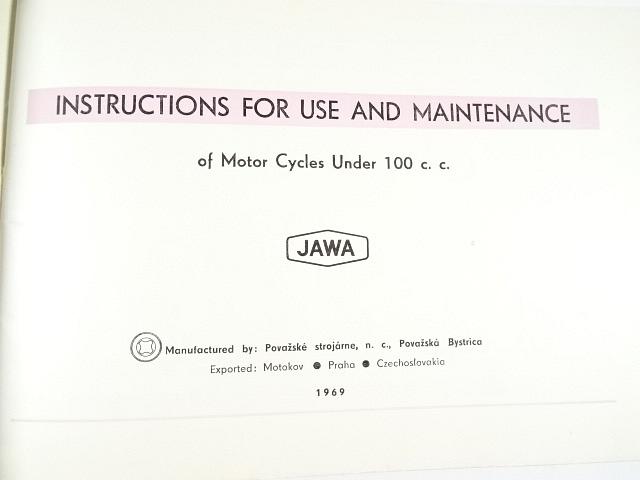 INSTRUCTIONS FOR USE AND MAINTENANCE
of Motor Cycles Under 100 c. c.
JAWA
Manufactured by: Považské strojárne, n. c., Považská Bystrica
Exported: Motokov ● Praha ● Czechoslovakia
1969